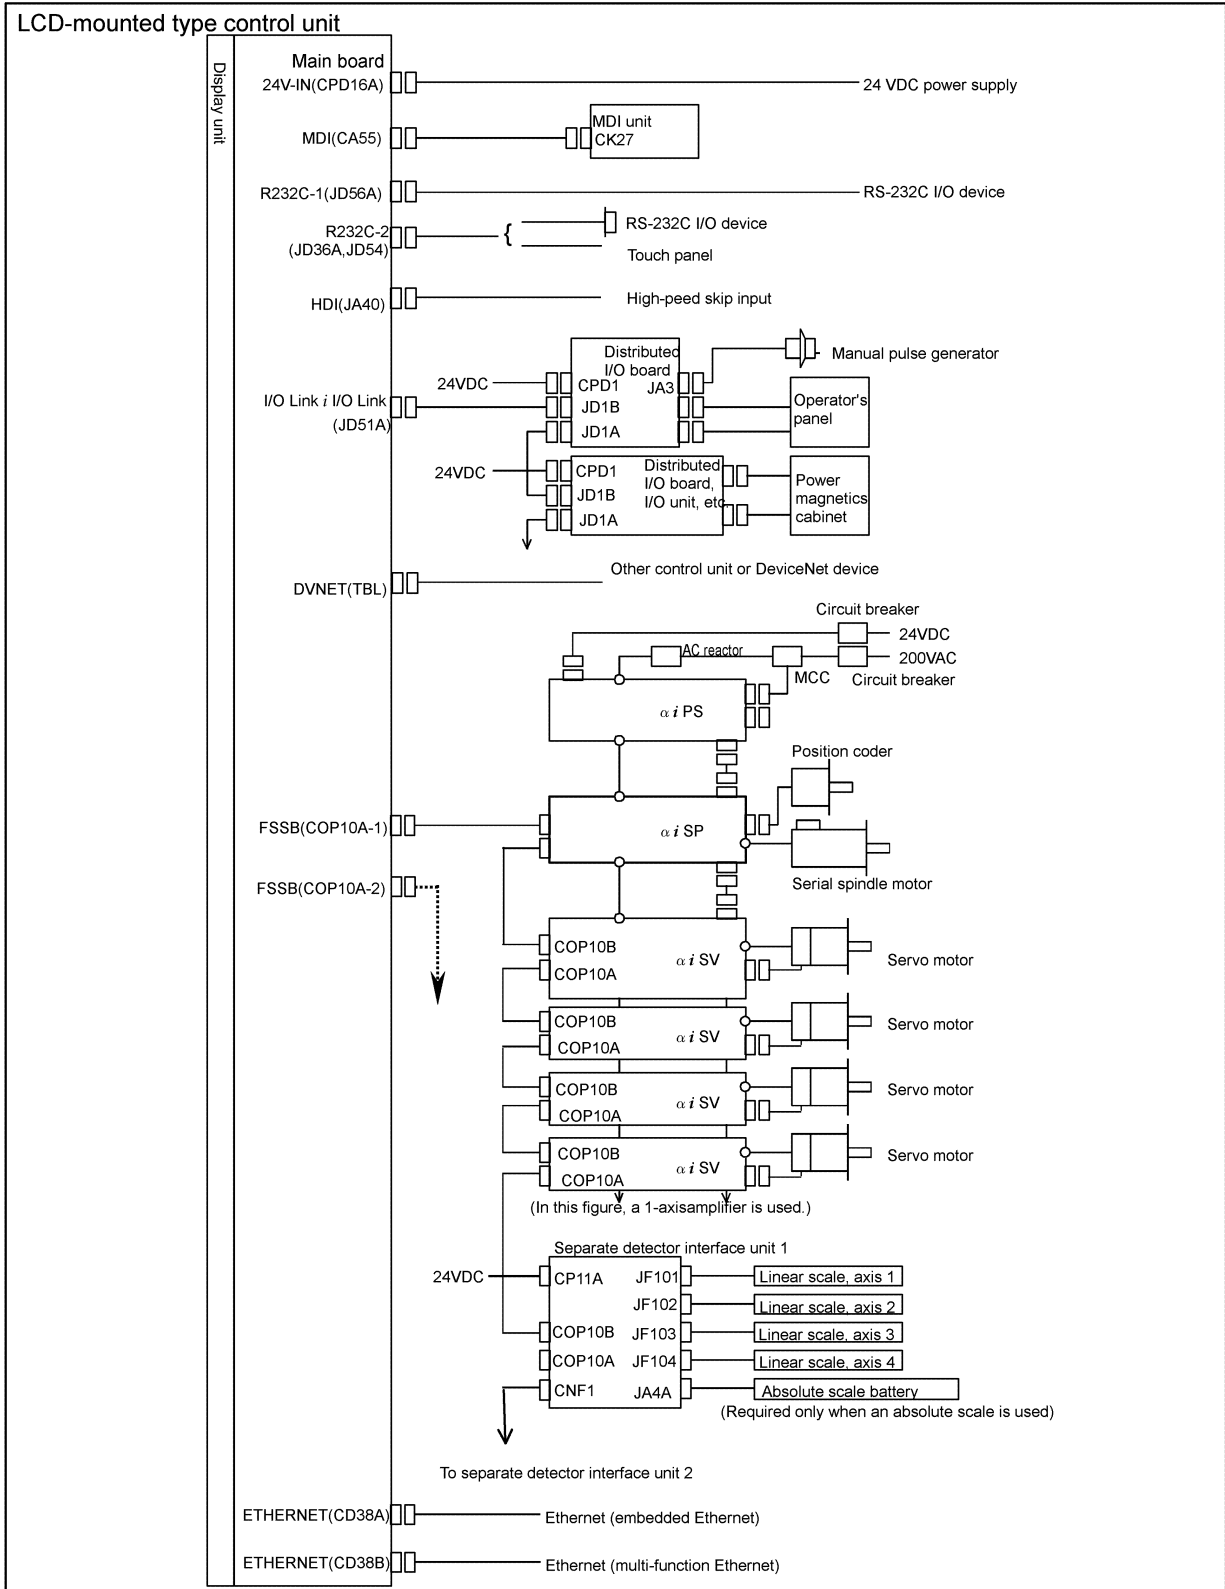 LCD-mounted type control unit
Display unit
Main board
24V-IN(CPD16A)
24 VDC power supply
MDI(CA55)
MDI unit
CK27
R232C-1(JD56A)
RS-232C I/O device
R232C-2
(JD36A,JD54)
{
RS-232C I/O device
Touch panel
HDI(JA40)
High-peed skip input
I/O Link i I/O Link
(JD51A)
24VDC
Distributed
I/O board
CPD1
JA3
JD1B
JD1A
Manual pulse generator
Operator's
panel
24VDC
CPD1
JD1B
JD1A
Distributed
I/O board,
I/O unit, etc.
Power
magnetics
cabinet
DVNET(TBL)
Other control unit or DeviceNet device
Circuit breaker
24VDC
AC reactor
200VAC
MCC
Circuit breaker
α i PS
Position coder
FSSB(COP10A-1)
α i SP
FSSB(COP10A-2)
Serial spindle motor
COP10B
COP10A
α i SV
Servo motor
COP10B
COP10A
α i SV
Servo motor
COP10B
COP10A
α i SV
Servo motor
COP10B
COP10A
α i SV
Servo motor
(In this figure, a 1-axisamplifier is used.)
Separate detector interface unit 1
24VDC
CP11A
JF101
Linear scale, axis 1
JF102
Linear scale, axis 2
COP10B
JF103
Linear scale, axis 3
COP10A
JF104
Linear scale, axis 4
CNF1
JA4A
Absolute scale battery
(Required only when an absolute scale is used)
To separate detector interface unit 2
ETHERNET(CD38A)
Ethernet (embedded Ethernet)
ETHERNET(CD38B)
Ethernet (multi-function Ethernet)